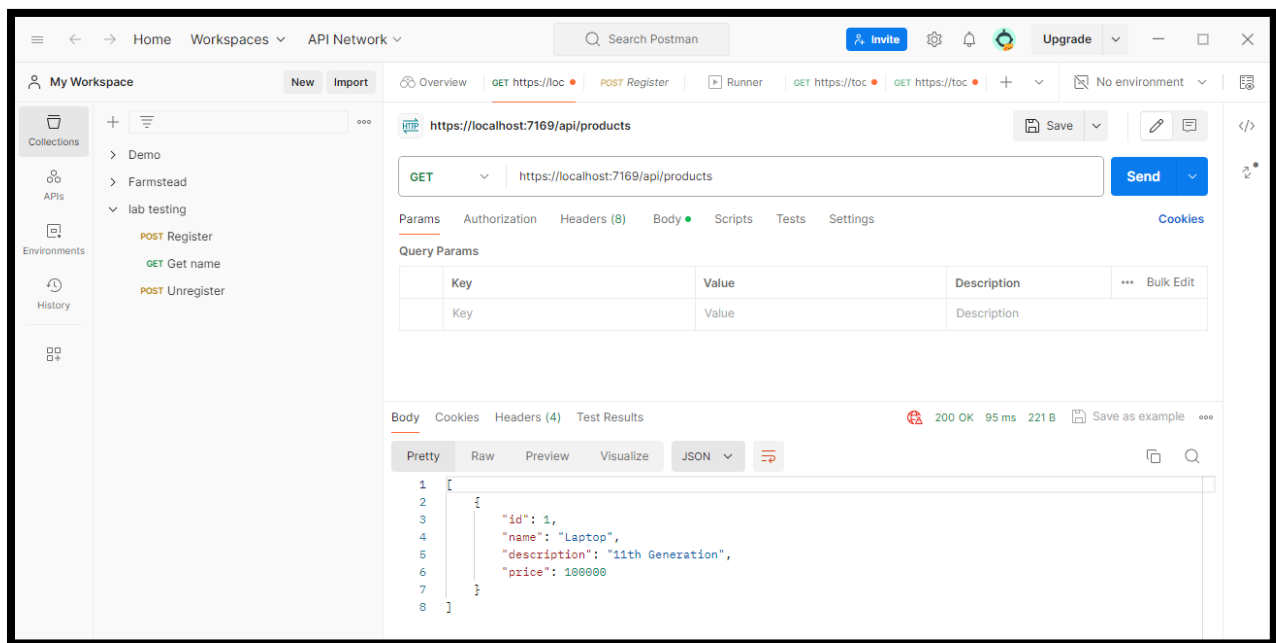 Home Workspaces API Network Search Postman Invite Upgrade
My Workspace New Import Overview GET https://loc POST Register Runner GET https://toc GET https://toc No environment
Collections
APIs
Environments
History
Demo
Farmstead
lab testing
POST Register
GET Get name
POST Unregister
HTTP https://localhost:7169/api/products Save
GET https://localhost:7169/api/products Send
Params Authorization Headers (8) Body Scripts Tests Settings Cookies
Query Params
Key Value Description Bulk Edit
Key Value Description
Body Cookies Headers (4) Test Results 200 OK 95 ms 221 B Save as example
Pretty Raw Preview Visualize JSON
1 [
2 {
3 "id": 1,
4 "name": "Laptop",
5 "description": "11th Generation",
6 "price": 100000
7 }
8 ]